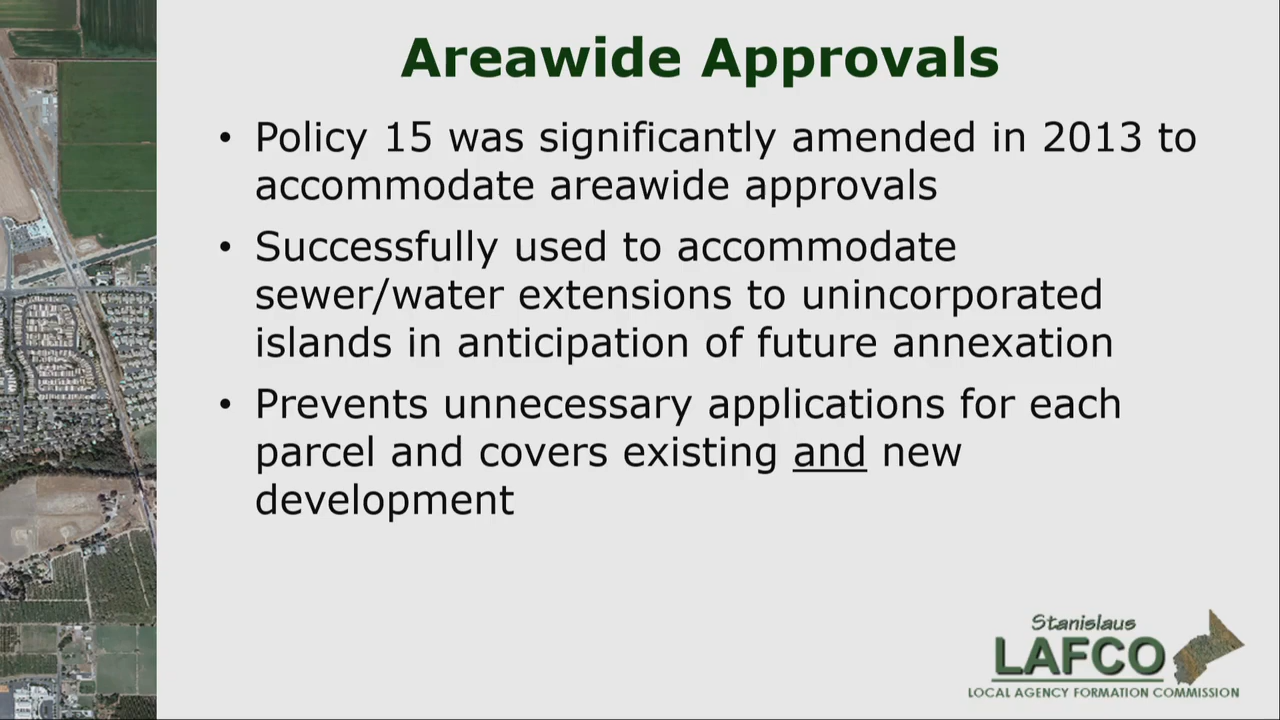 Areawide Approvals
• Policy 15 was significantly amended in 2013 to
accommodate areawide approvals
• Successfully used to accommodate
sewer/water extensions to unincorporated
islands in anticipation of future annexation
• Prevents unnecessary applications for each
parcel and covers existing and new
development
Stanislaus
LAFCO
LOCAL AGENCY FORMATION COMMISSION